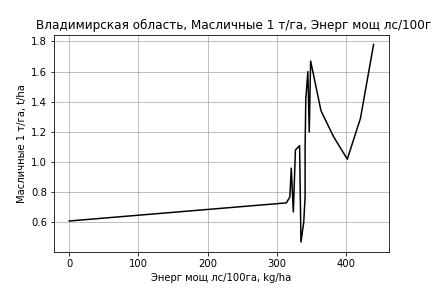 Владимирская область, Масличные 1 т/га, Энерг мощ лс/100г
1.8
1.6
1.4
1.2
1.0
0.8
0.6
Масличные 1 т/га, t/ha
0 100 200 300 400
Энерг мощ лс/100га, kg/ha